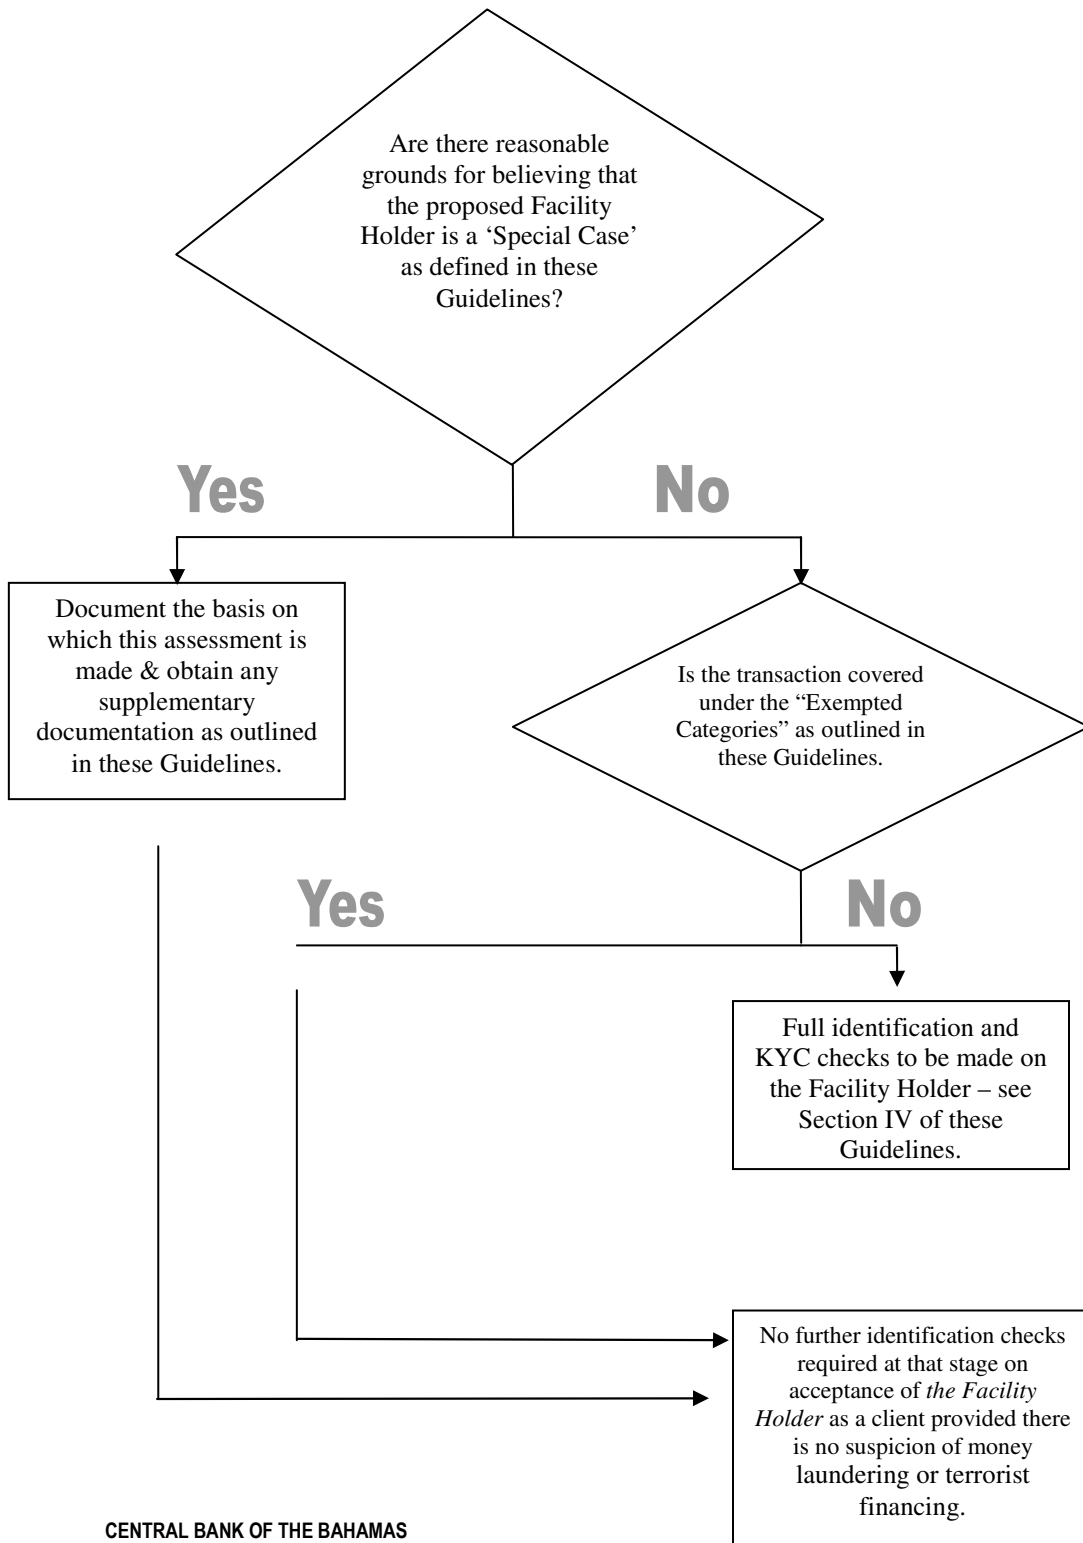 Are there reasonable
grounds for believing that
the proposed Facility
Holder is a ‘Special Case’
as defined in these
Guidelines?
Yes
No
Document the basis on
which this assessment is
made & obtain any
supplementary
documentation as outlined
in these Guidelines.
Is the transaction covered
under the “Exempted
Categories” as outlined in
these Guidelines.
Yes
No
Full identification and
KYC checks to be made on
the Facility Holder – see
Section IV of these
Guidelines.
No further identification checks
required at that stage on
acceptance of the Facility
Holder as a client provided there
is no suspicion of money
laundering or terrorist
financing.
CENTRAL BANK OF THE BAHAMAS